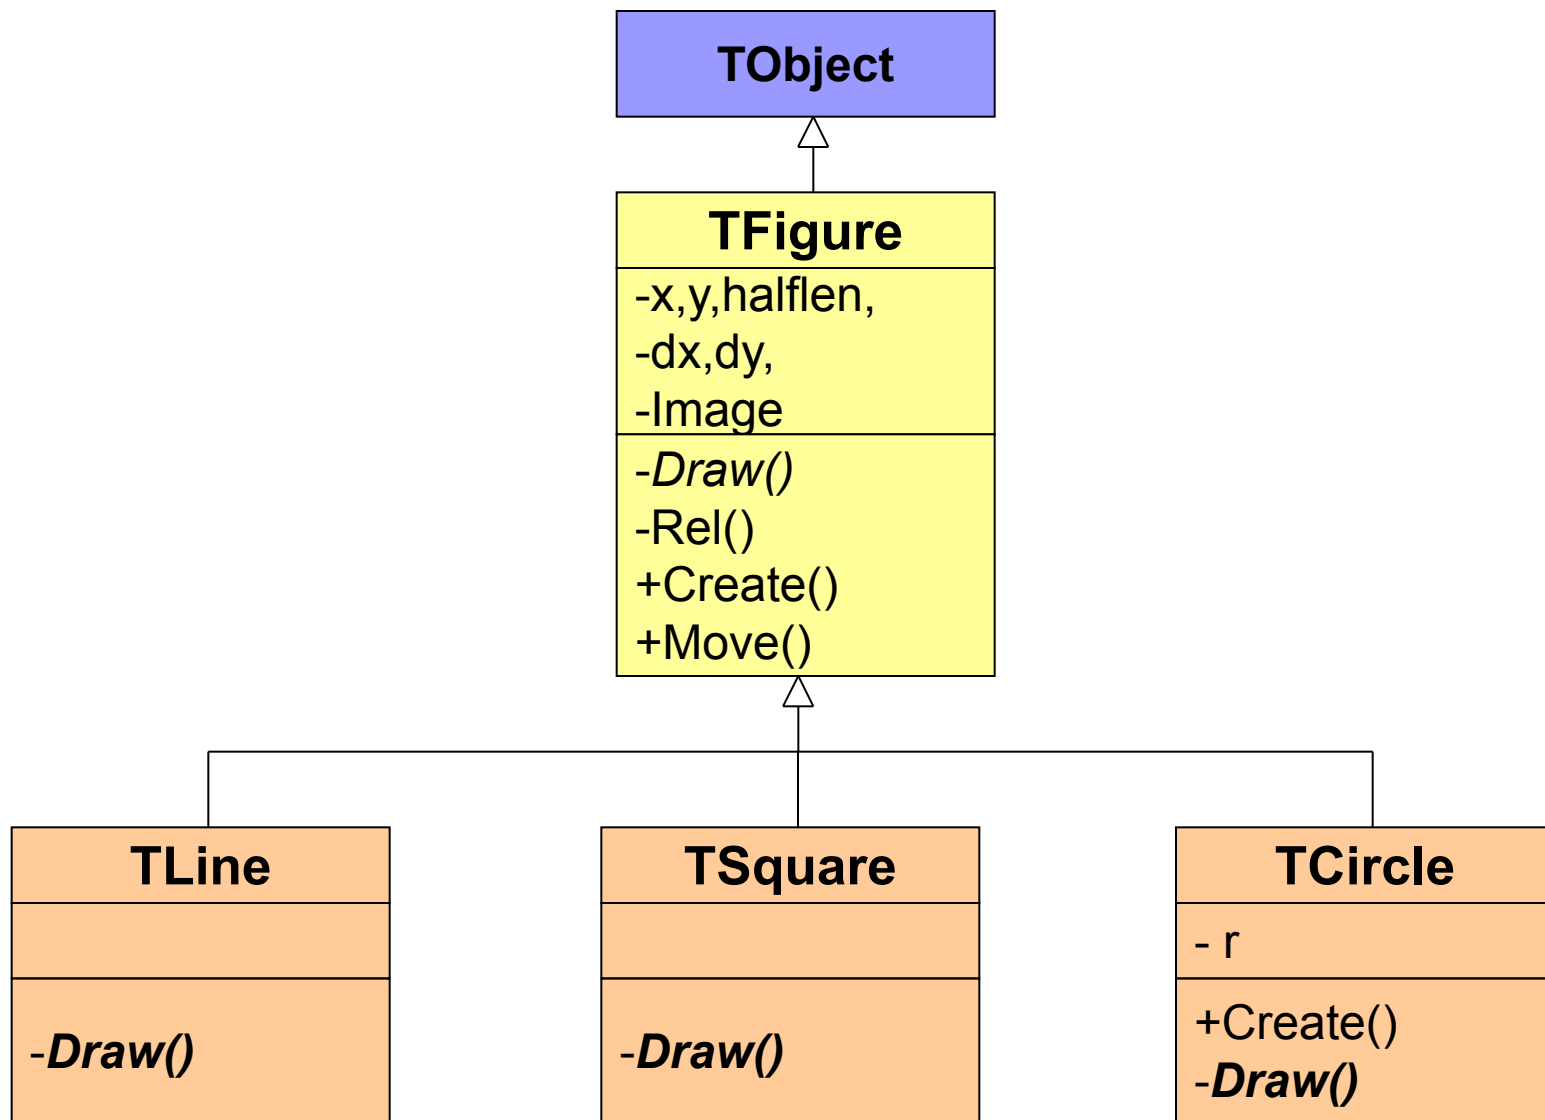 TObject
TFigure
-x,y,halflen,
-dx,dy,
-Image
-Draw()
-Rel()
+Create()
+Move()
TLine
-Draw()
TSquare
-Draw()
TCircle
- r
+Create()
-Draw()